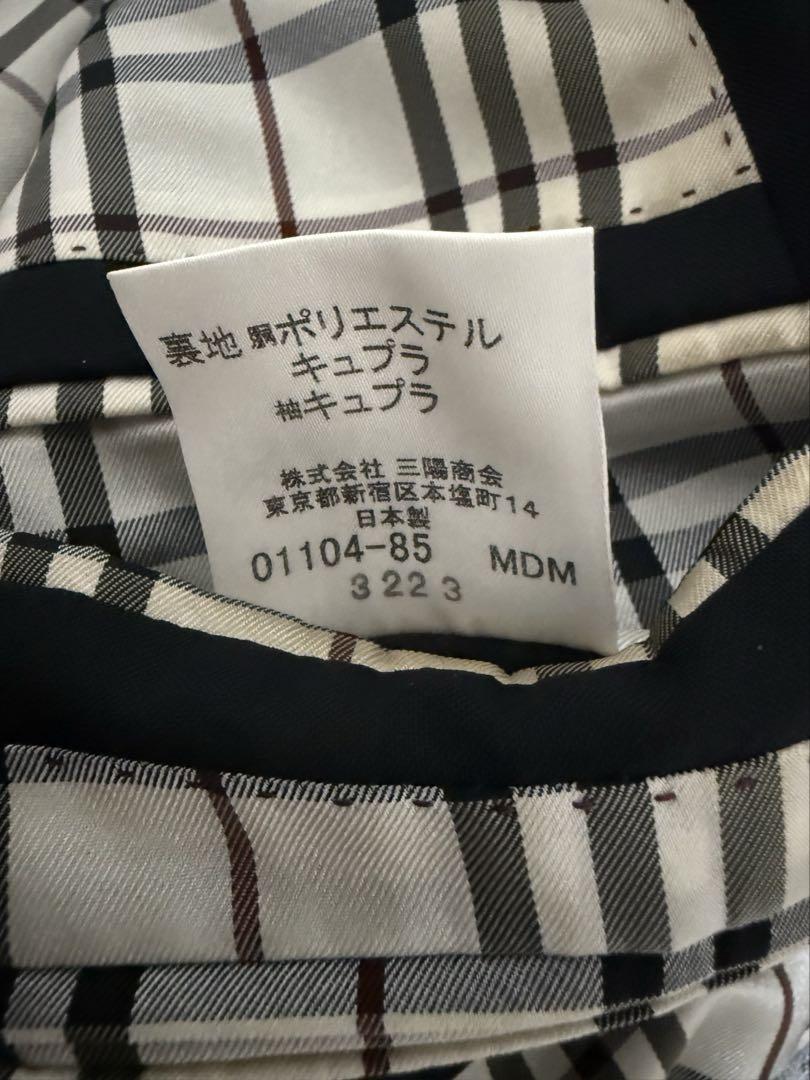 裏地 胴ポリエステル
キュプラ
袖キュプラ
株式会社 三陽商会
東京都新宿区本塩町14
日本製
01104-85 MDM
3223